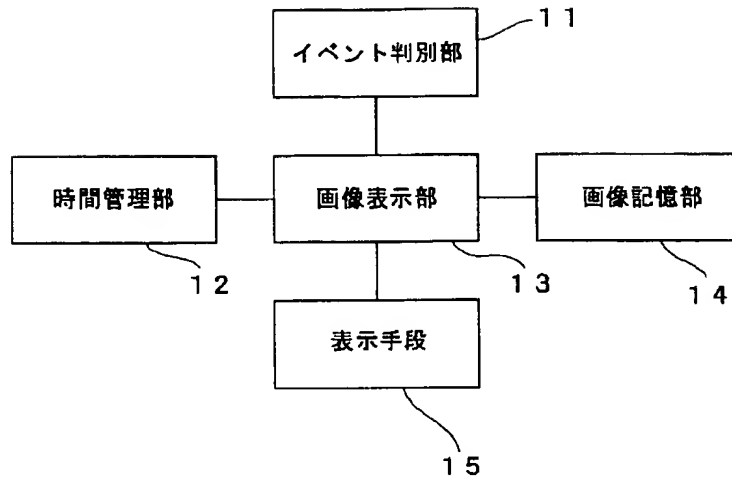 11
イベント判別部
時間管理部
画像表示部
画像記憶部
12
13
14
表示手段
15